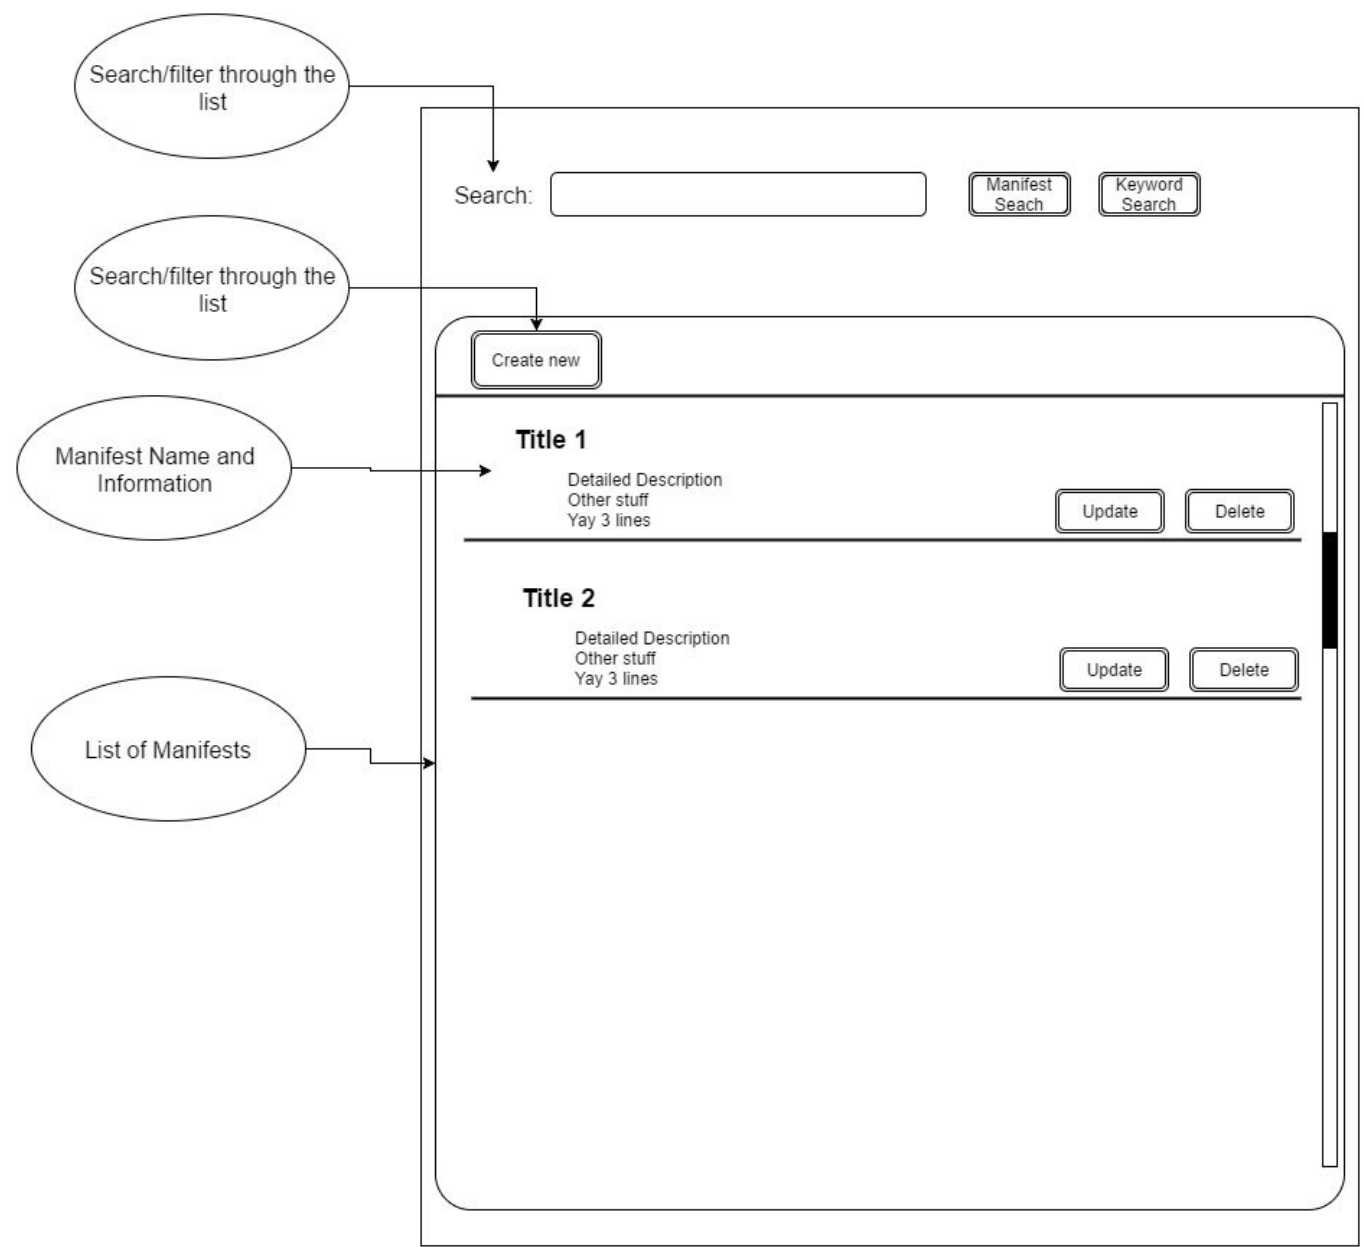 Search/filter through the
list
Search:
Manifest
Seach
Keyword
Search
Search/filter through the
list
Create new
Manifest Name and
Information
Title 1
Detailed Description
Other stuff
Yay 3 lines
Update
Delete
Title 2
Detailed Description
Other stuff
Yay 3 lines
Update
Delete
List of Manifests